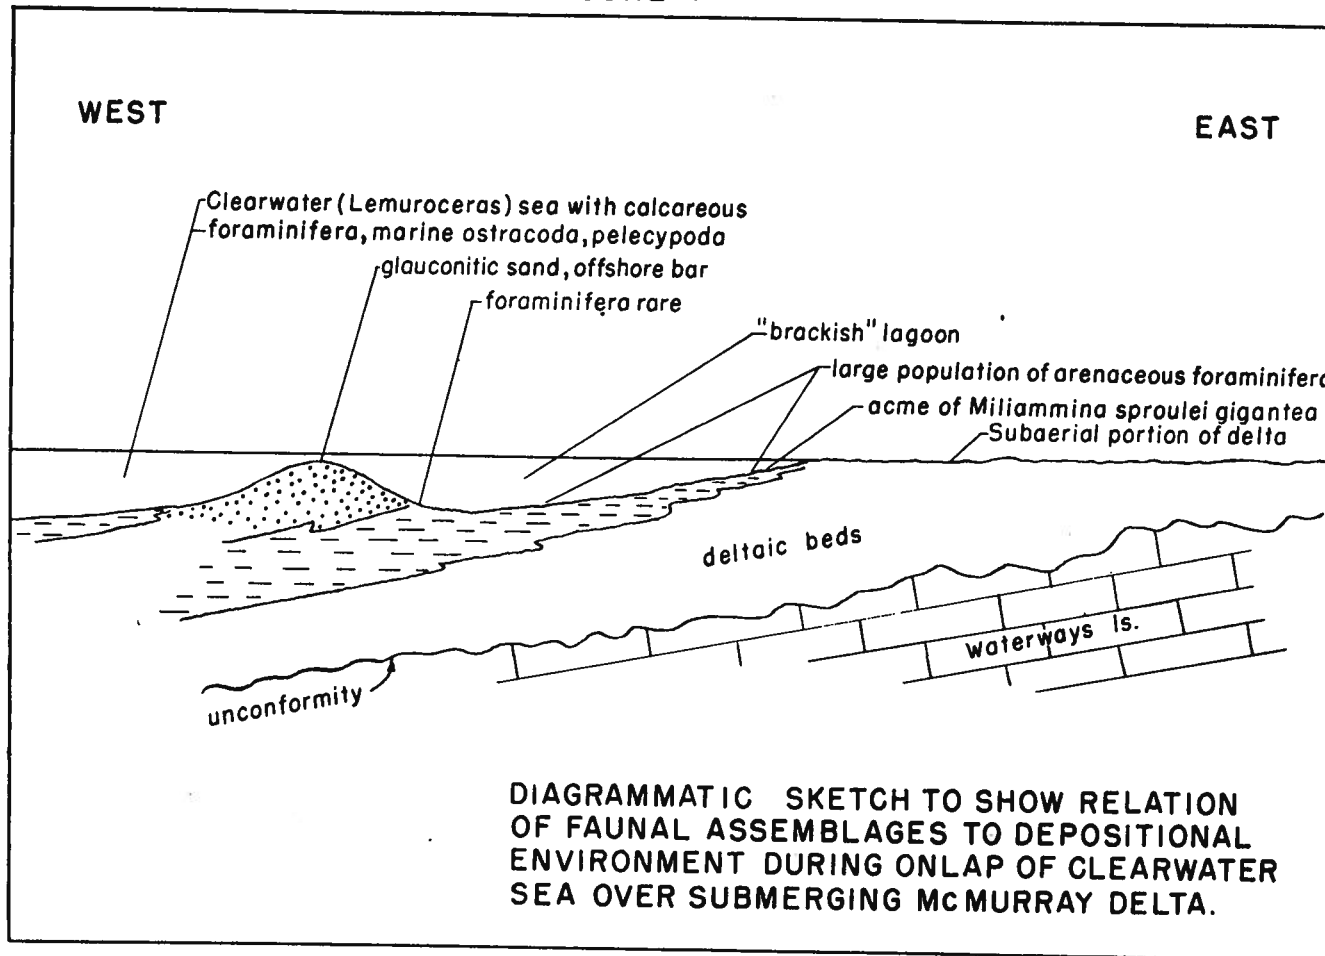 WEST
EAST
Clearwater (Lemuroceras) sea with calcareous
foraminifera, marine ostracoda, pelecypoda
glauconitic sand, offshore bar
foraminifera rare
"brackish" lagoon
large population of arenaceous foraminifera
acme of Miliammina sproulei gigantea
Subaerial portion of delta
deltaic beds
Waterways ls.
unconformity
DIAGRAMMATIC SKETCH TO SHOW RELATION
OF FAUNAL ASSEMBLAGES TO DEPOSITIONAL
ENVIRONMENT DURING ONLAP OF CLEARWATER
SEA OVER SUBMERGING McMURRAY DELTA.